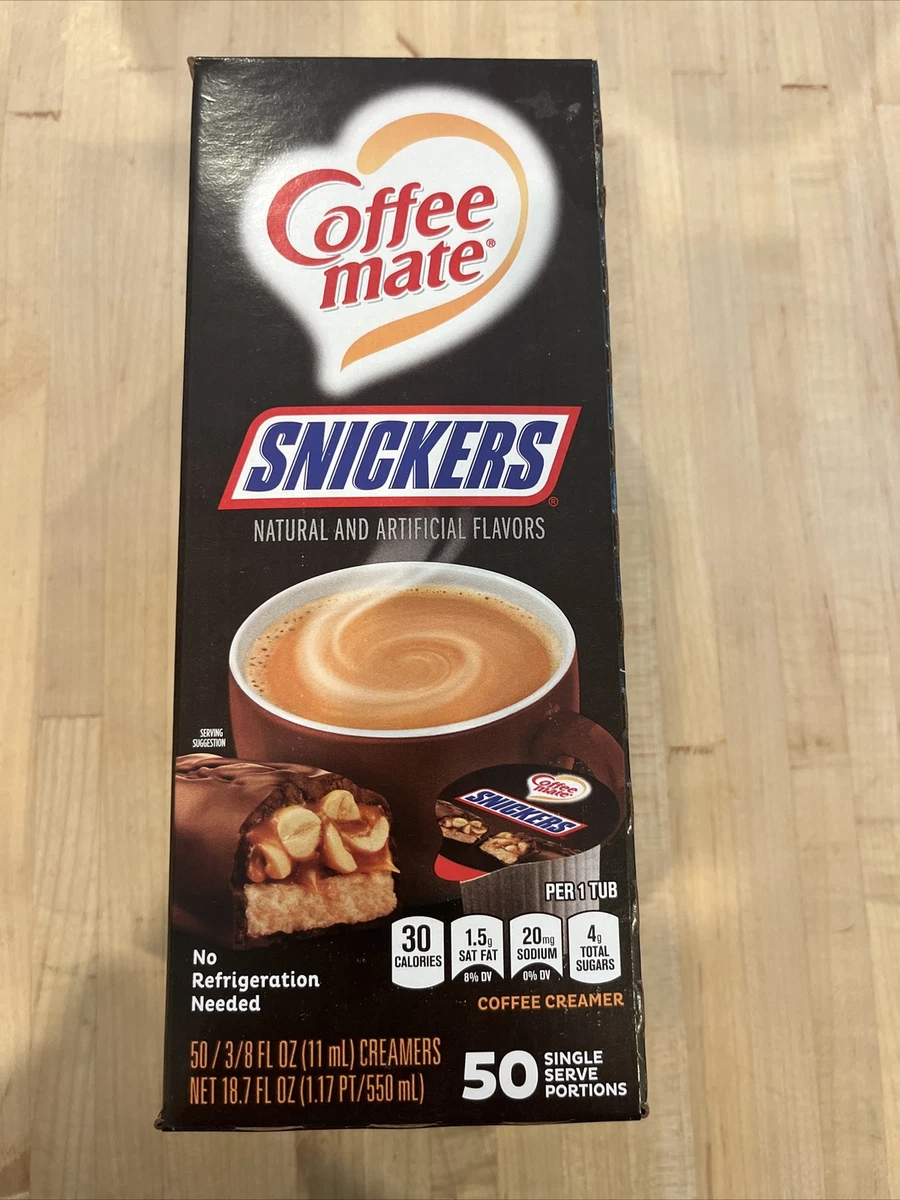 Coffee
mate®
SNICKERS®
NATURAL AND ARTIFICIAL FLAVORS
SERVING
SUGGESTION
Coffee
mate
SNICKERS
PER 1 TUB
30
CALORIES
1.5g
SAT FAT
8% DV
20mg
SODIUM
0% DV
4g
TOTAL
SUGARS
No
Refrigeration
Needed
COFFEE CREAMER
50 / 3/8 FL OZ (11 mL) CREAMERS
NET 18.7 FL OZ (1.17 PT/550 mL)
50 SINGLE
SERVE
PORTIONS